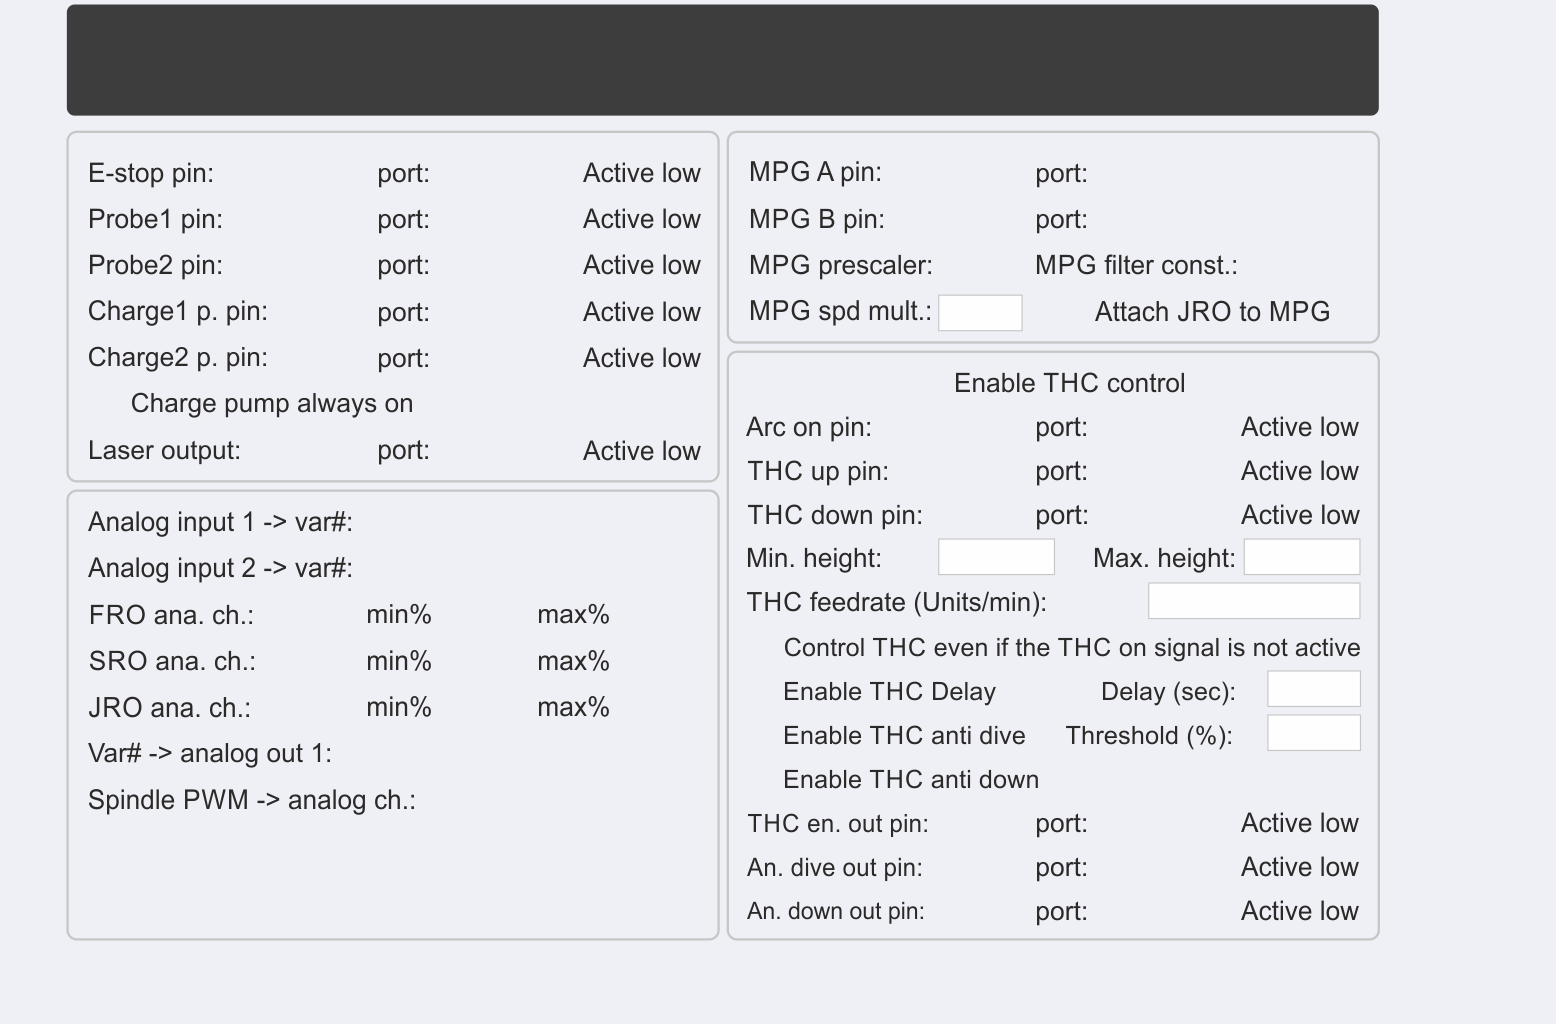 E-stop pin: port: Active low
Probe1 pin: port: Active low
Probe2 pin: port: Active low
Charge1 p. pin: port: Active low
Charge2 p. pin: port: Active low
Charge pump always on
Laser output: port: Active low
Analog input 1 -> var#:
Analog input 2 -> var#:
FRO ana. ch.: min% max%
SRO ana. ch.: min% max%
JRO ana. ch.: min% max%
Var# -> analog out 1:
Spindle PWM -> analog ch.:
MPG A pin: port:
MPG B pin: port:
MPG prescaler: MPG filter const.:
MPG spd mult.: Attach JRO to MPG
Enable THC control
Arc on pin: port: Active low
THC up pin: port: Active low
THC down pin: port: Active low
Min. height: Max. height:
THC feedrate (Units/min):
Control THC even if the THC on signal is not active
Enable THC Delay Delay (sec):
Enable THC anti dive Threshold (%):
Enable THC anti down
THC en. out pin: port: Active low
An. dive out pin: port: Active low
An. down out pin: port: Active low